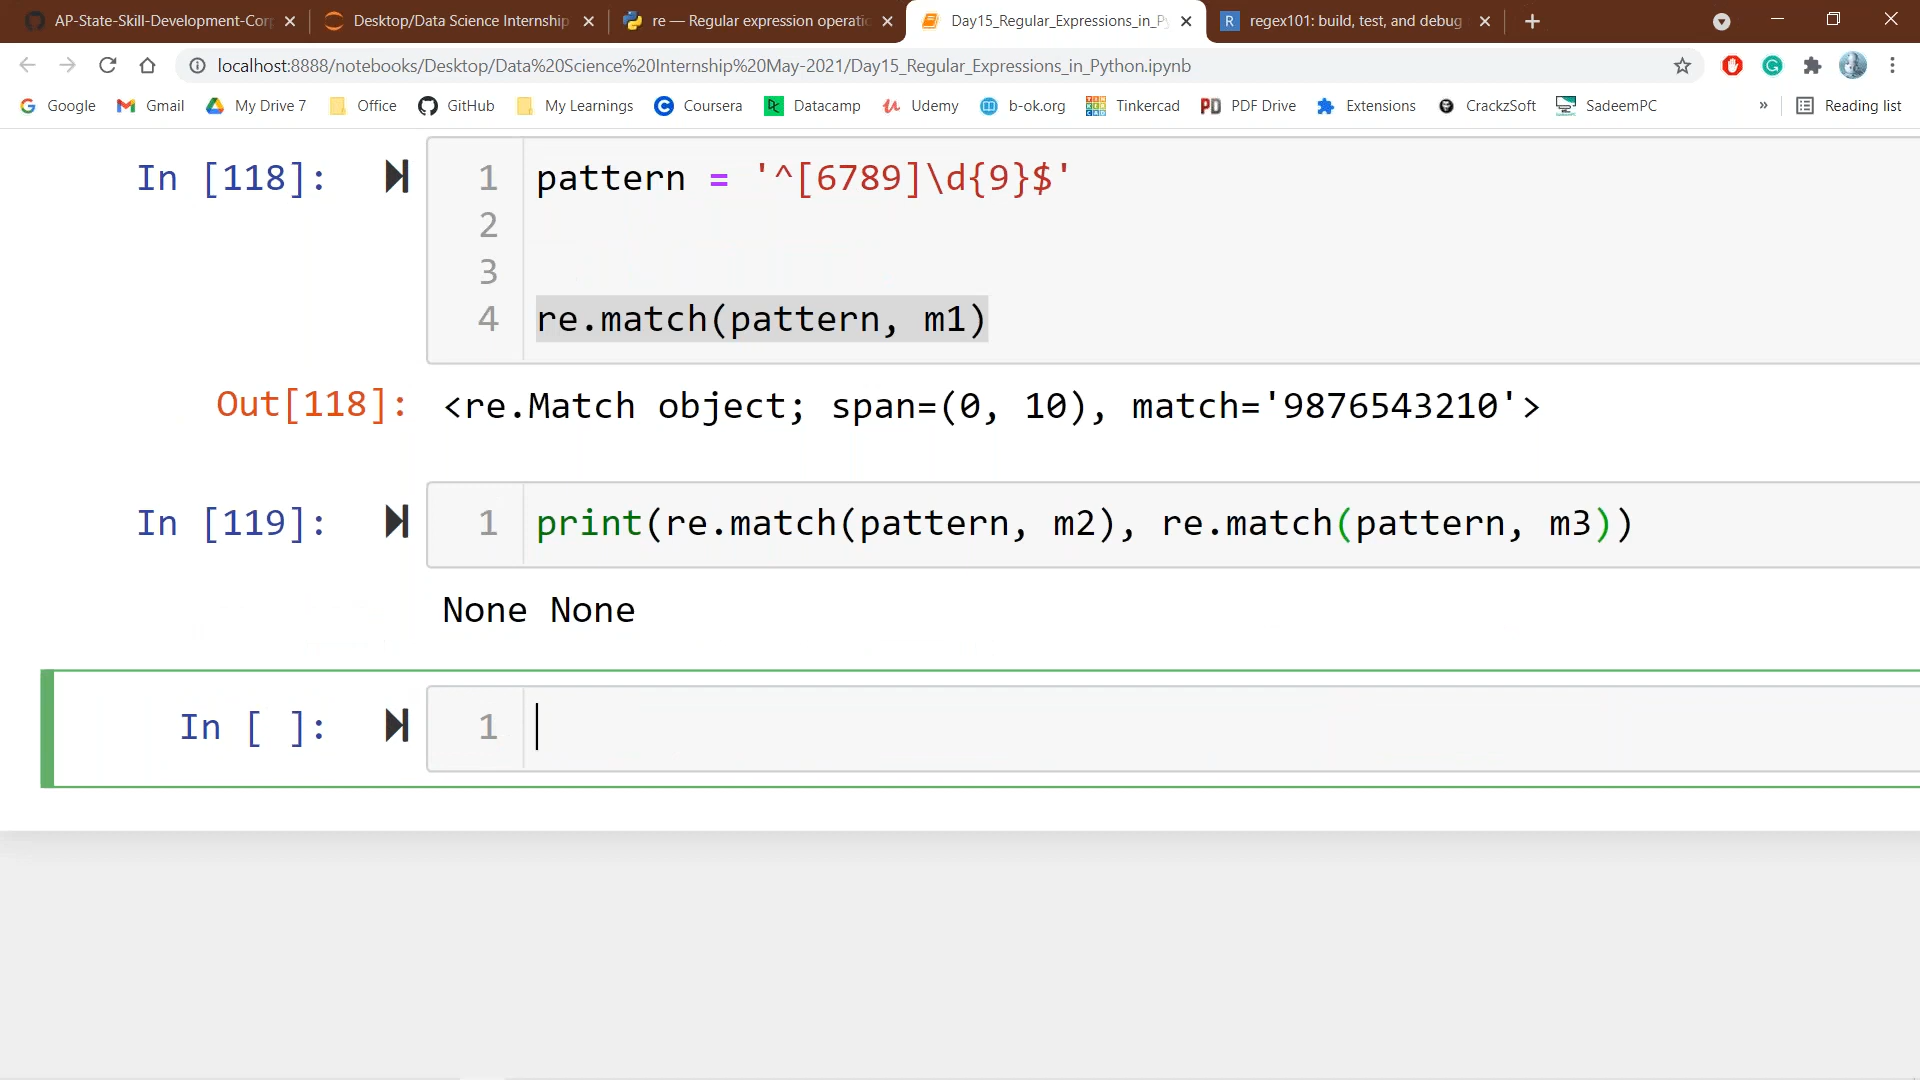 AP-State-Skill-Development-Corp
Desktop/Data Science Internship
re — Regular expression operatio
Day15_Regular_Expressions_in_Py
R regex101: build, test, and debug
localhost:8888/notebooks/Desktop/Data%20Science%20Internship%20May-2021/Day15_Regular_Expressions_in_Python.ipynb
Google Gmail My Drive 7 Office GitHub My Learnings Coursera Datacamp Udemy b-ok.org Tinkercad PDF Drive Extensions CrackzSoft SadeemPC » Reading list
In [118]: 1 pattern = '^[6789]\d{9}$'
2
3
4 re.match(pattern, m1)
Out[118]: <re.Match object; span=(0, 10), match='9876543210'>
In [119]: 1 print(re.match(pattern, m2), re.match(pattern, m3))
None None
In [ ]: 1